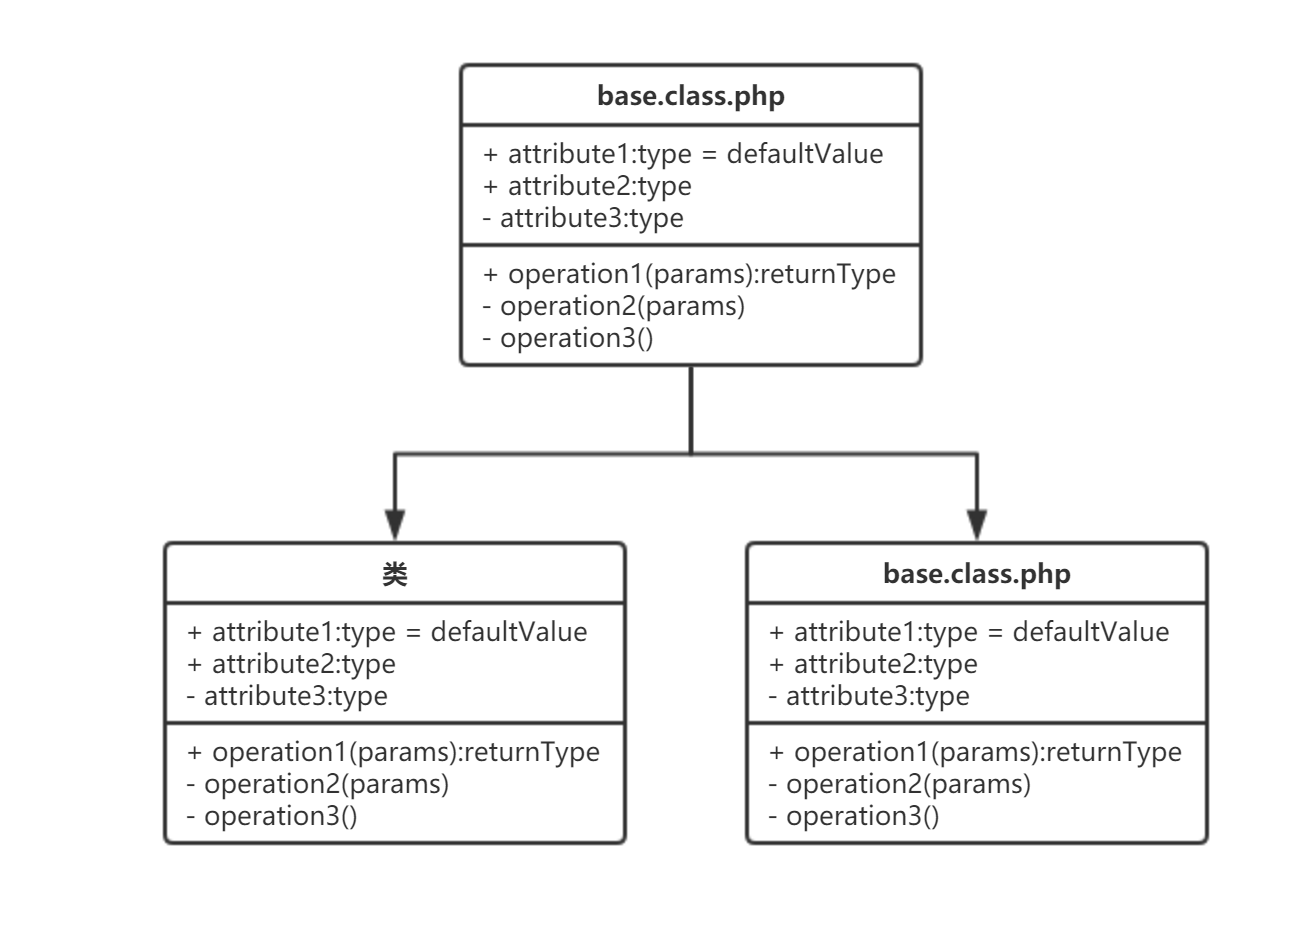 base.class.php
+ attribute1:type = defaultValue
+ attribute2:type
- attribute3:type
+ operation1(params):returnType
- operation2(params)
- operation3()
类
+ attribute1:type = defaultValue
+ attribute2:type
- attribute3:type
+ operation1(params):returnType
- operation2(params)
- operation3()
base.class.php
+ attribute1:type = defaultValue
+ attribute2:type
- attribute3:type
+ operation1(params):returnType
- operation2(params)
- operation3()